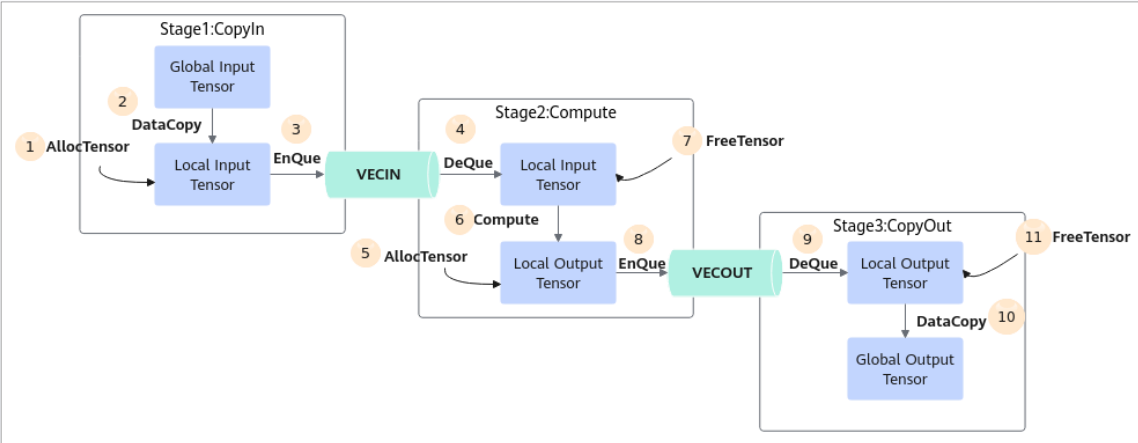 Stage1:CopyIn
Global Input
Tensor
2
DataCopy
1
AllocTensor
Local Input
Tensor
3
EnQue
VECIN
Stage2:Compute
4
DeQue
Local Input
Tensor
7
FreeTensor
6
Compute
5
AllocTensor
Local Output
Tensor
8
EnQue
VECOUT
Stage3:CopyOut
9
DeQue
Local Output
Tensor
11
FreeTensor
DataCopy
10
Global Output
Tensor